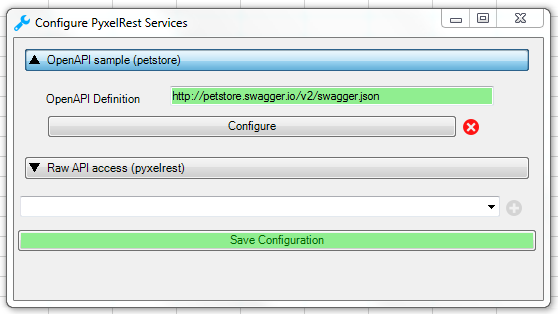 Configure PyxelRest Services
OpenAPI sample (petstore)
OpenAPI Definition http://petstore.swagger.io/v2/swagger.json
Configure
Raw API access (pyxelrest)
Save Configuration